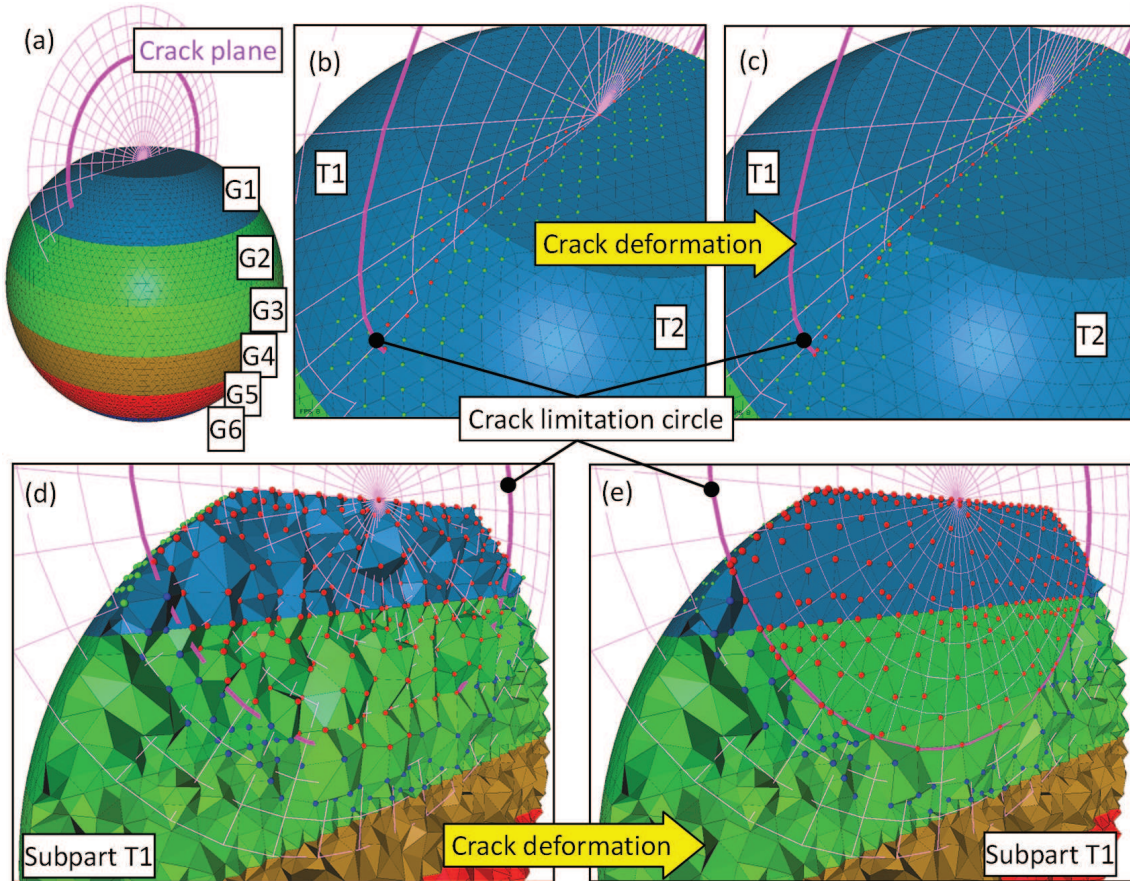 (a)
Crack plane
G1
G2
G3
G4
G5
G6
(b)
T1
T2
(c)
T1
T2
Crack deformation
Crack limitation circle
(d)
Subpart T1
(e)
Subpart T1
Crack deformation